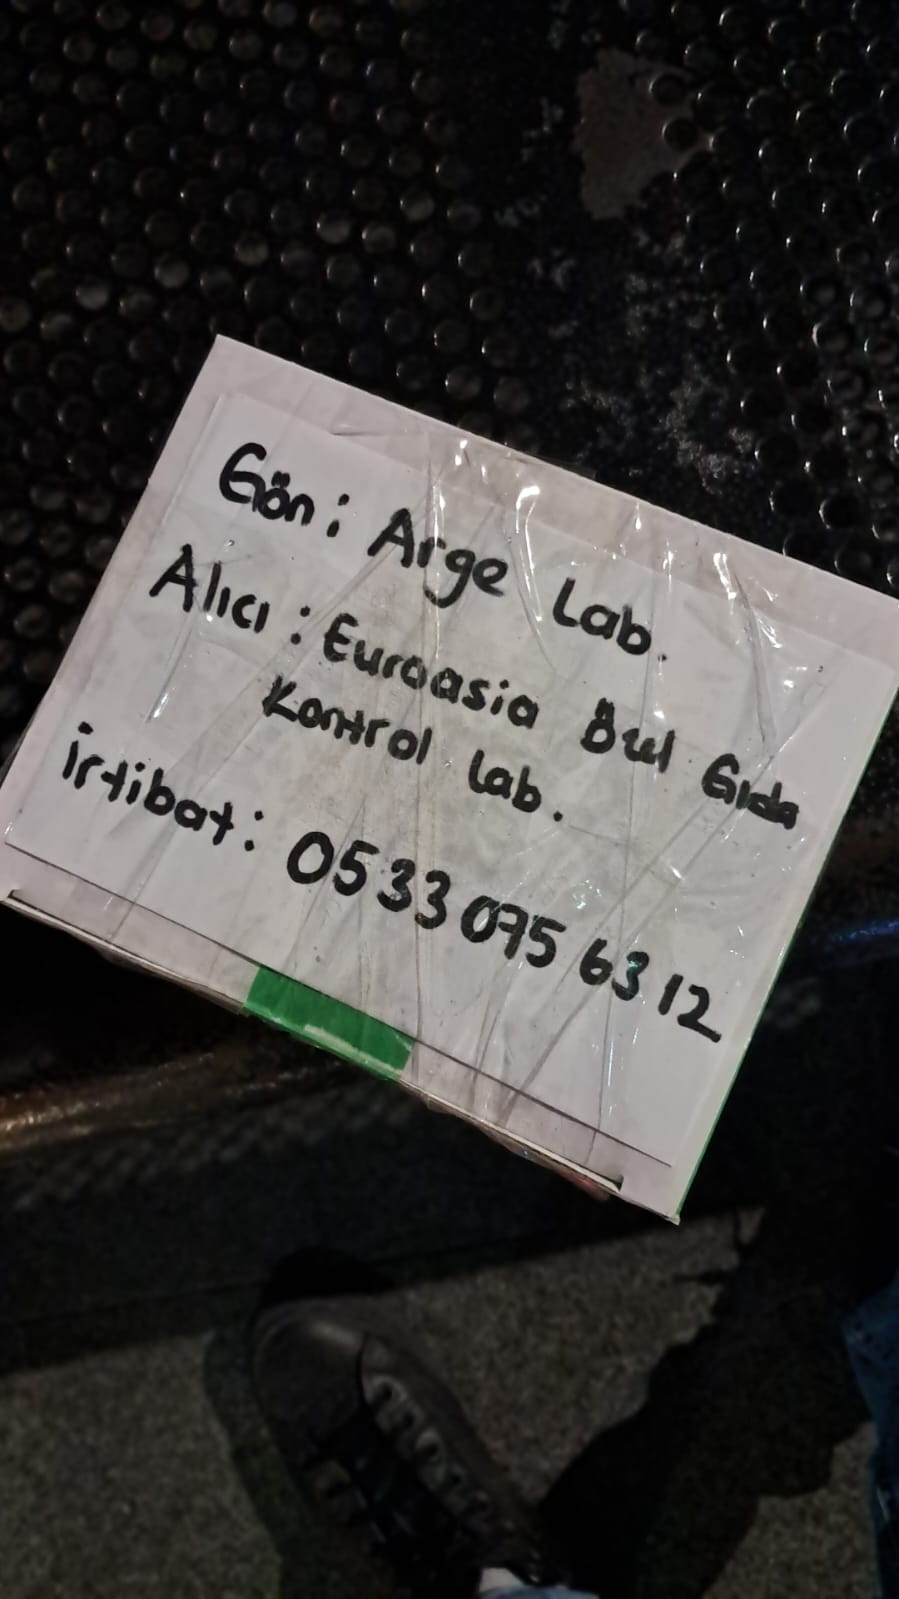 Gön: Arge Lab.
Alıcı: Euroasia Özel Gıda
Kontrol Lab.
İrtibat: 0533 075 63 12